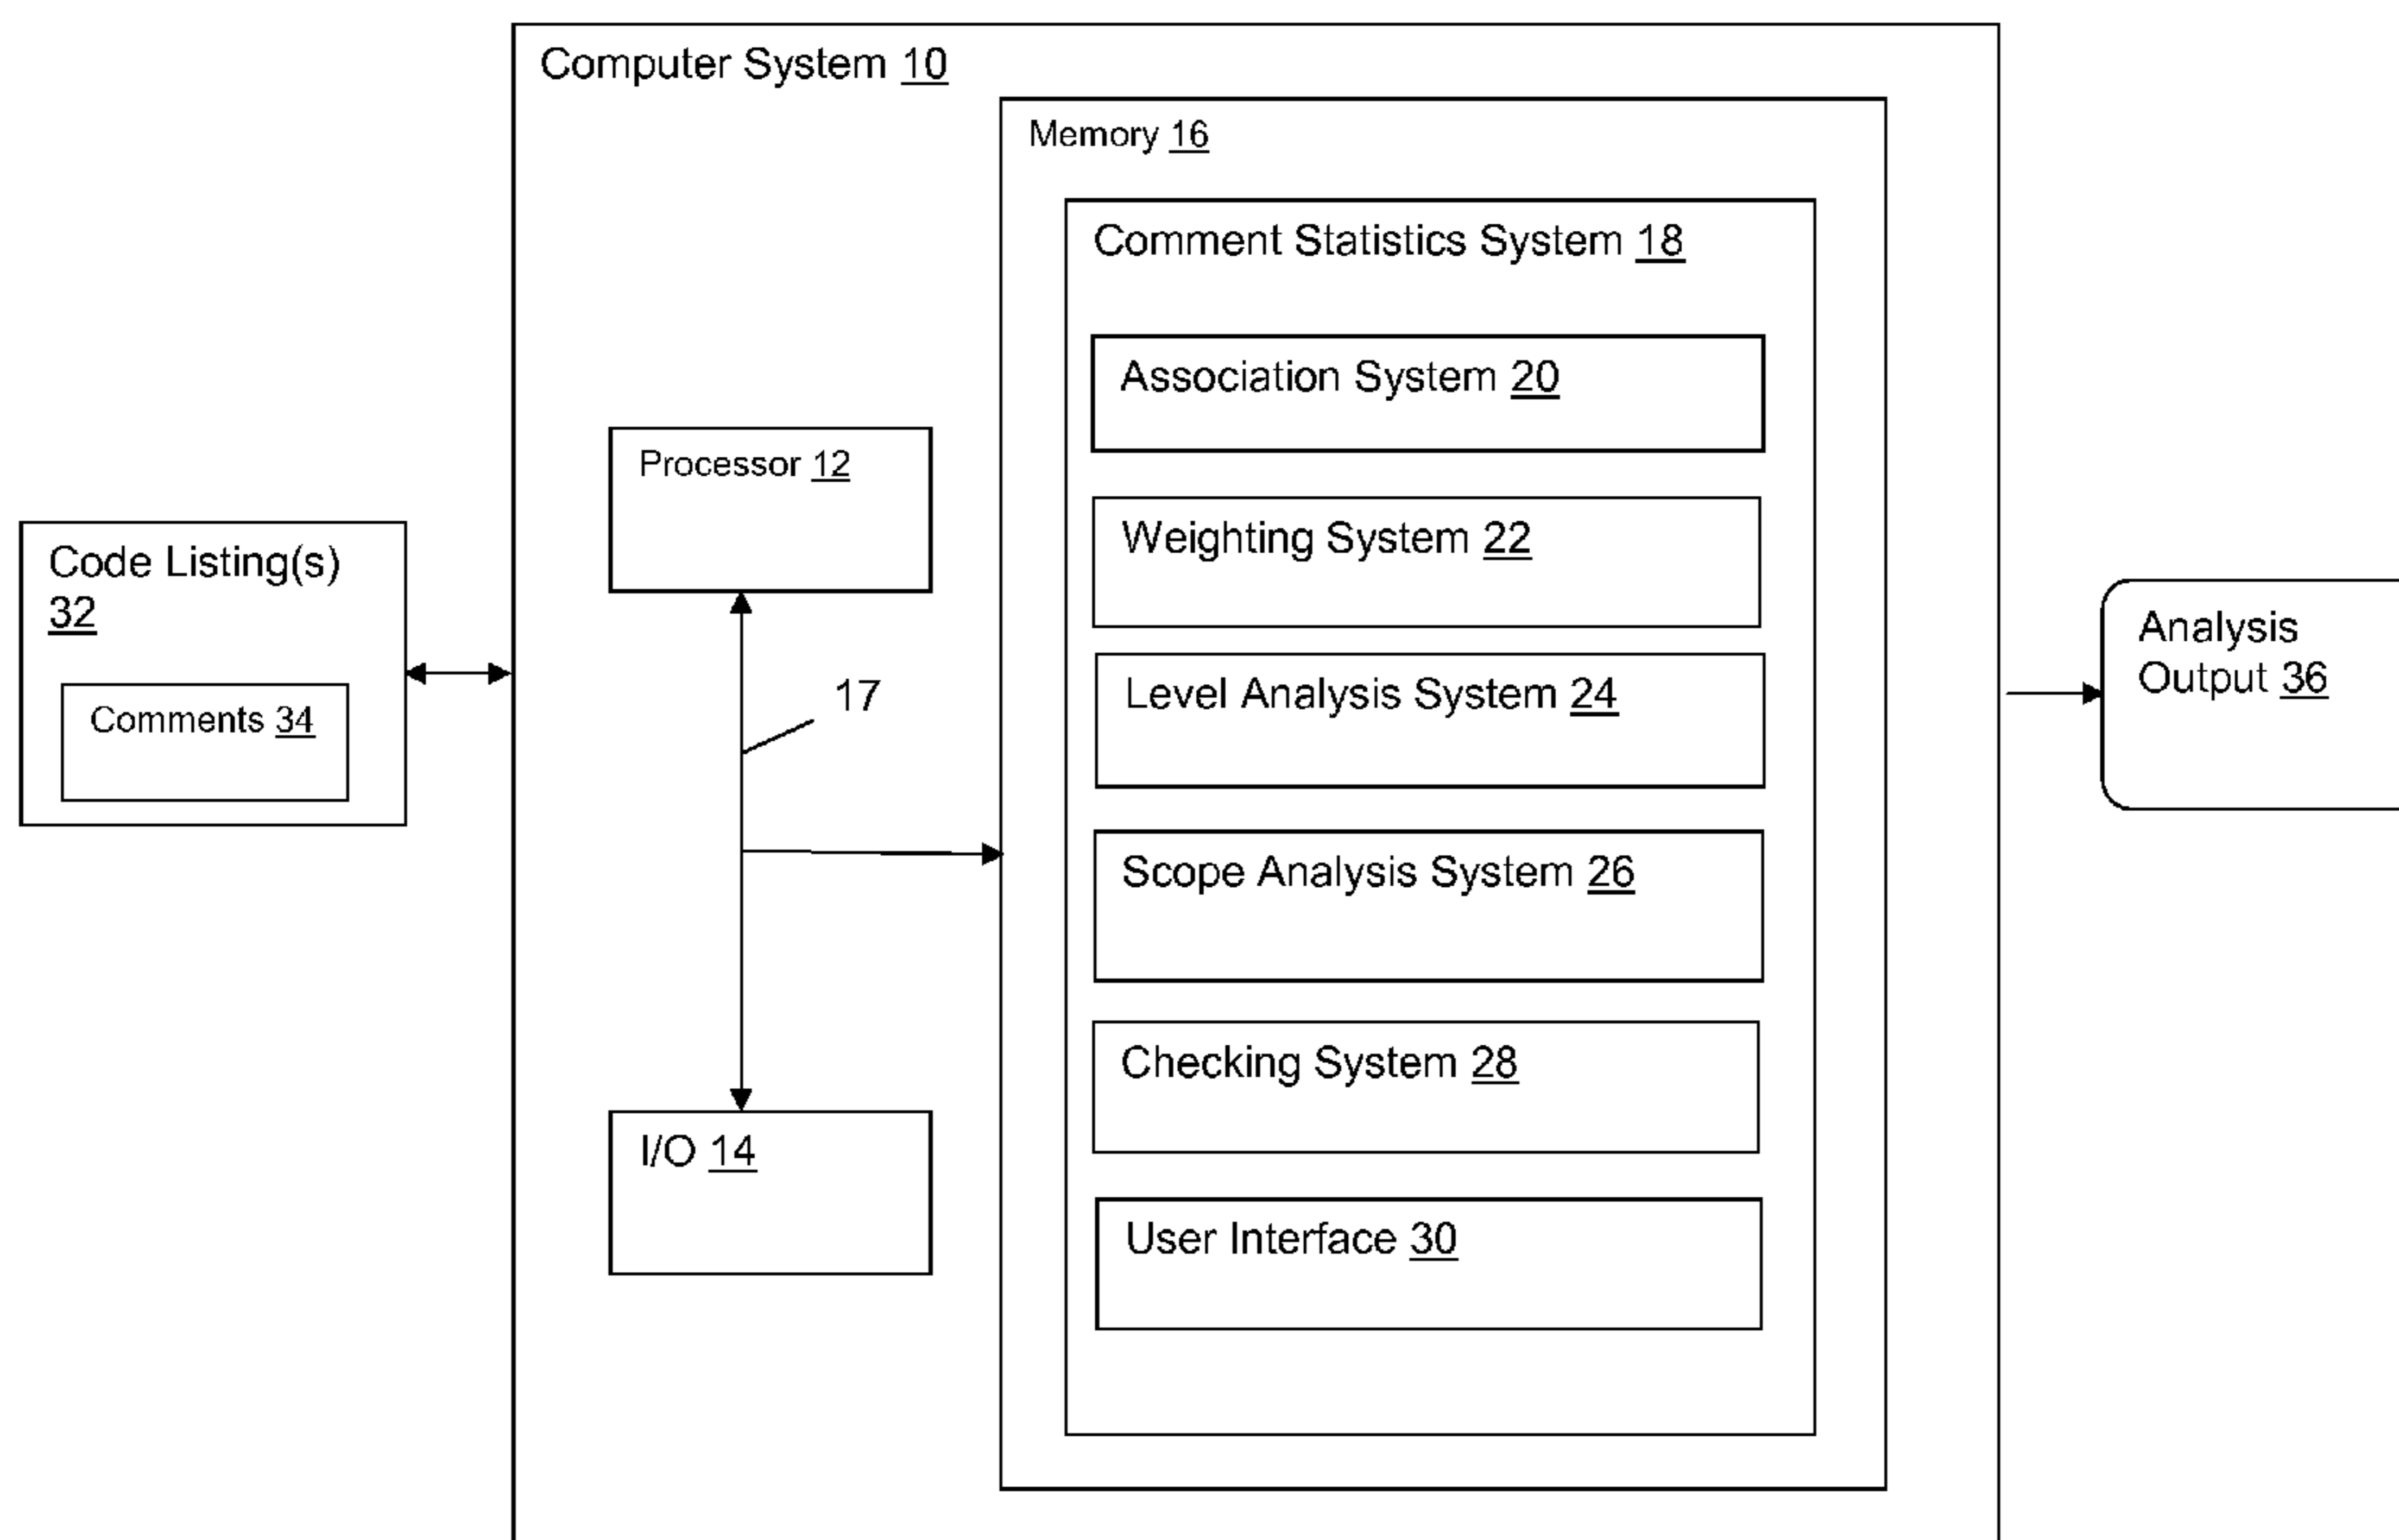 Computer System 10
Memory 16
Comment Statistics System 18
Association System 20
Processor 12
Weighting System 22
Code Listing(s)
32
Comments 34
17
Level Analysis System 24
Analysis
Output 36
Scope Analysis System 26
Checking System 28
I/O 14
User Interface 30